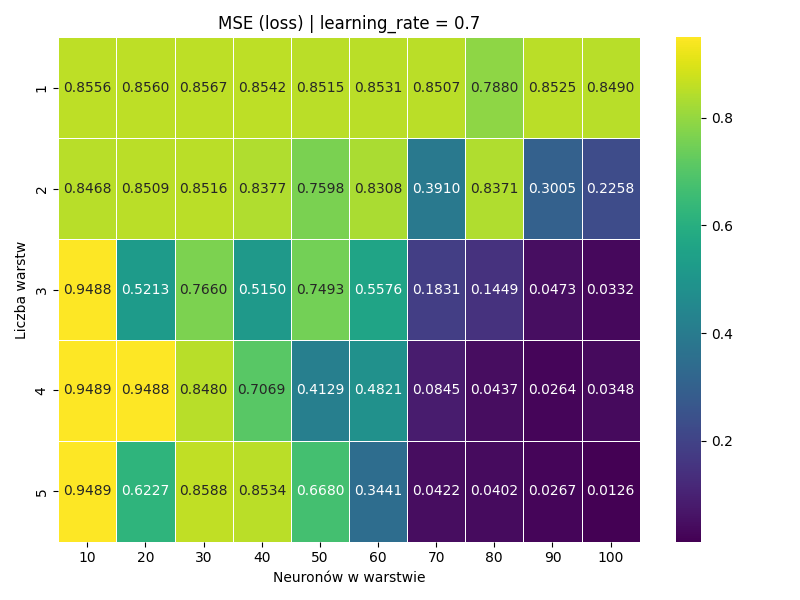 MSE (loss) | learning_rate = 0.7
1 0.8556 0.8560 0.8567 0.8542 0.8515 0.8531 0.8507 0.7880 0.8525 0.8490
2 0.8468 0.8509 0.8516 0.8377 0.7598 0.8308 0.3910 0.8371 0.3005 0.2258
3 0.9488 0.5213 0.7660 0.5150 0.7493 0.5576 0.1831 0.1449 0.0473 0.0332
4 0.9489 0.9488 0.8480 0.7069 0.4129 0.4821 0.0845 0.0437 0.0264 0.0348
5 0.9489 0.6227 0.8588 0.8534 0.6680 0.3441 0.0422 0.0402 0.0267 0.0126
10 20 30 40 50 60 70 80 90 100
Neuronów w warstwie
Liczba warstw
0.8
0.6
0.4
0.2